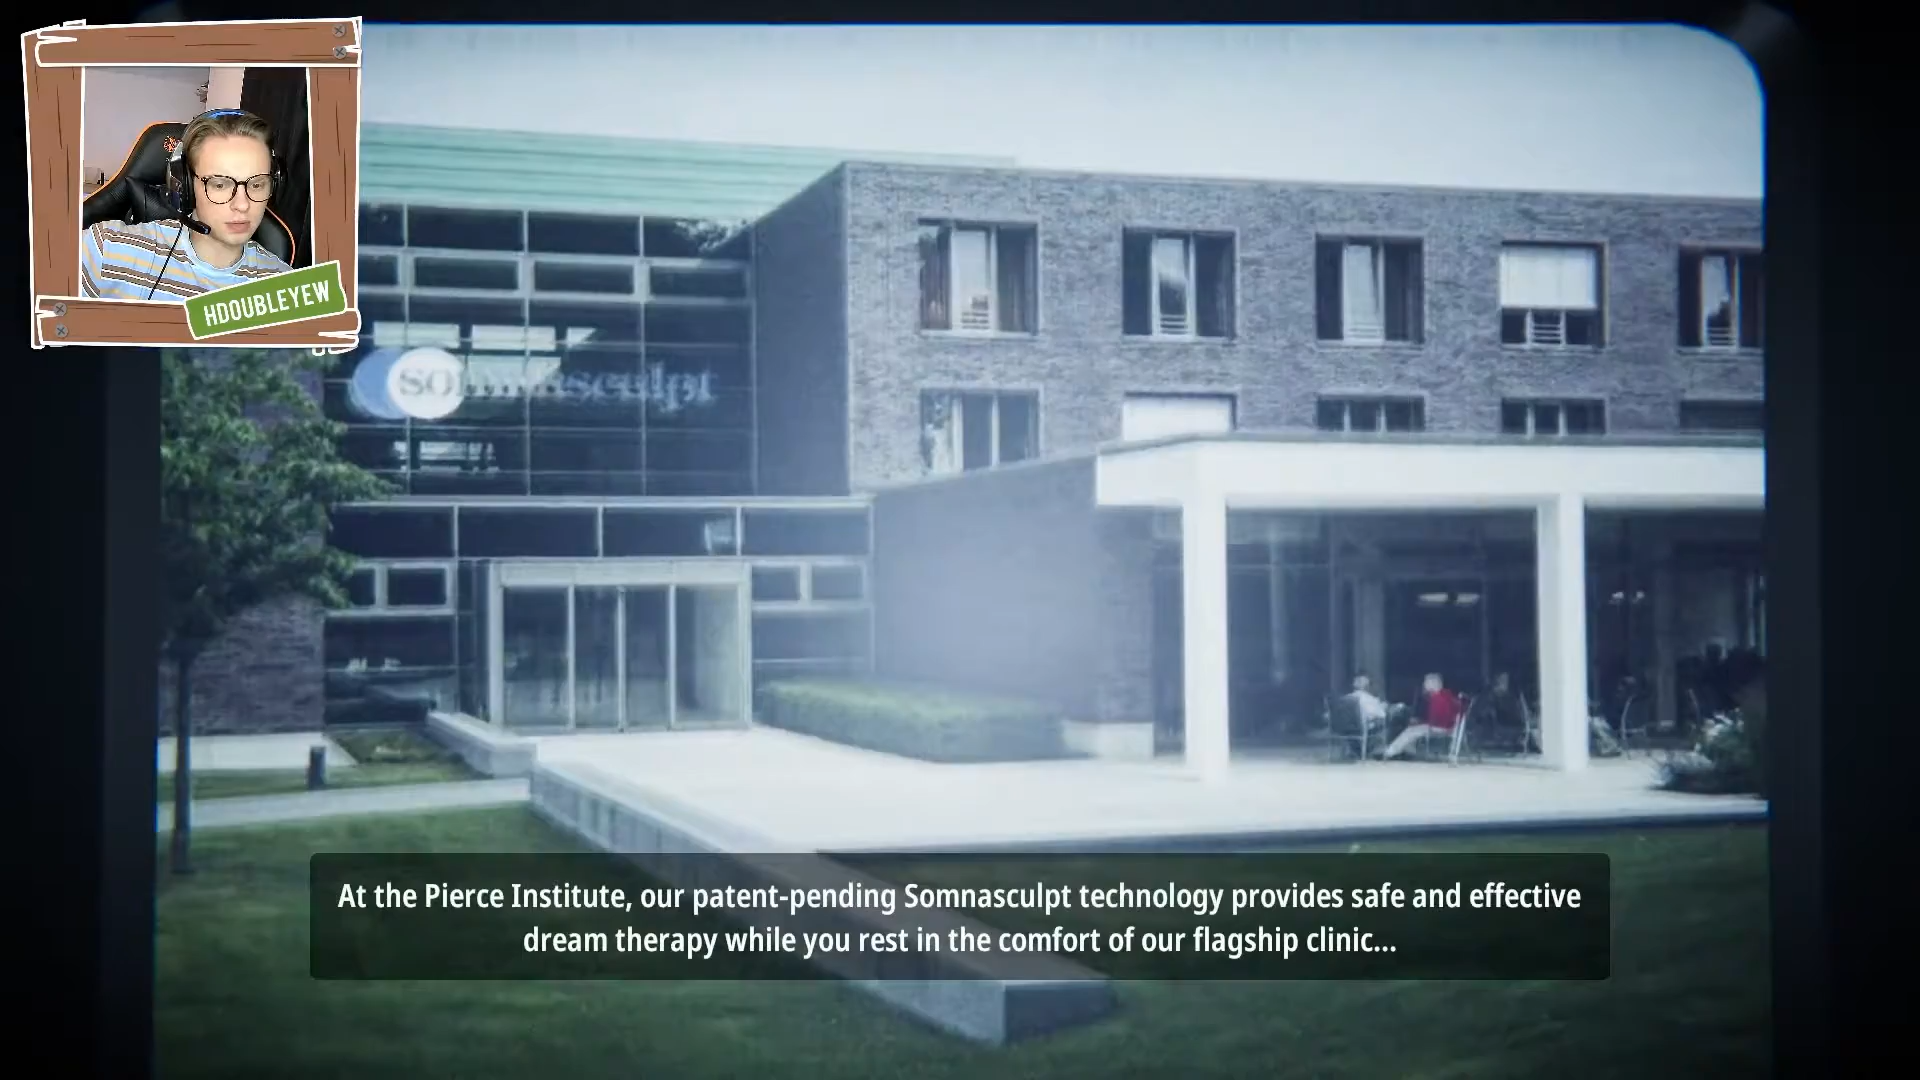 HDOUBLEYEW
somnasculpt
At the Pierce Institute, our patent-pending Somnasculpt technology provides safe and effective
dream therapy while you rest in the comfort of our flagship clinic...